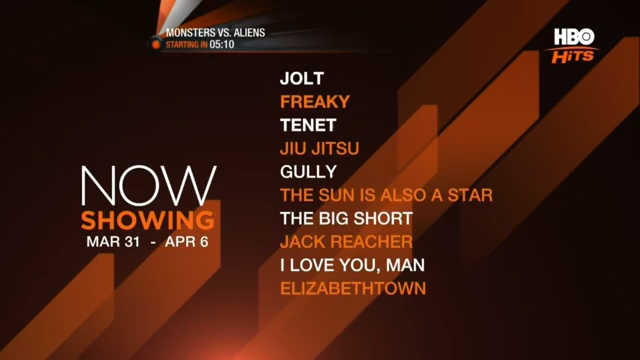 MONSTERS VS. ALIENS
STARTING IN 05:10
HBO
HiTS
JOLT
FREAKY
TENET
JIU JITSU
GULLY
THE SUN IS ALSO A STAR
THE BIG SHORT
JACK REACHER
I LOVE YOU, MAN
ELIZABETHTOWN
NOW
SHOWING
MAR 31 - APR 6